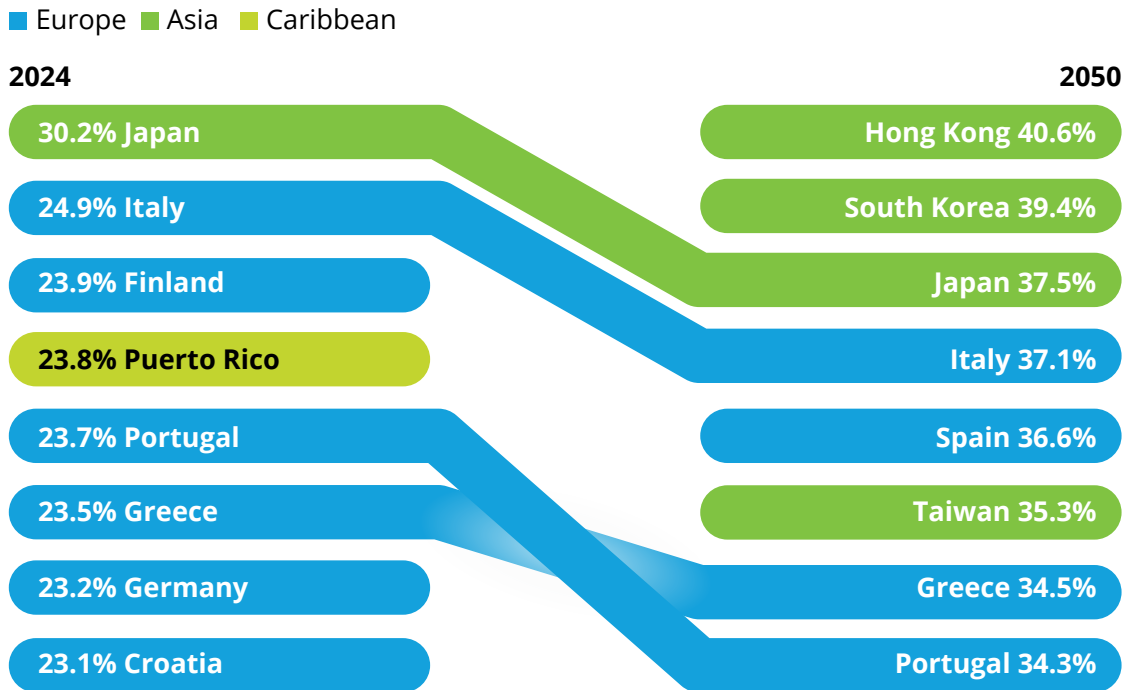 Europe Asia Caribbean
2024 2050
30.2% Japan Hong Kong 40.6%
24.9% Italy South Korea 39.4%
23.9% Finland Japan 37.5%
23.8% Puerto Rico Italy 37.1%
23.7% Portugal Spain 36.6%
23.5% Greece Taiwan 35.3%
23.2% Germany Greece 34.5%
23.1% Croatia Portugal 34.3%